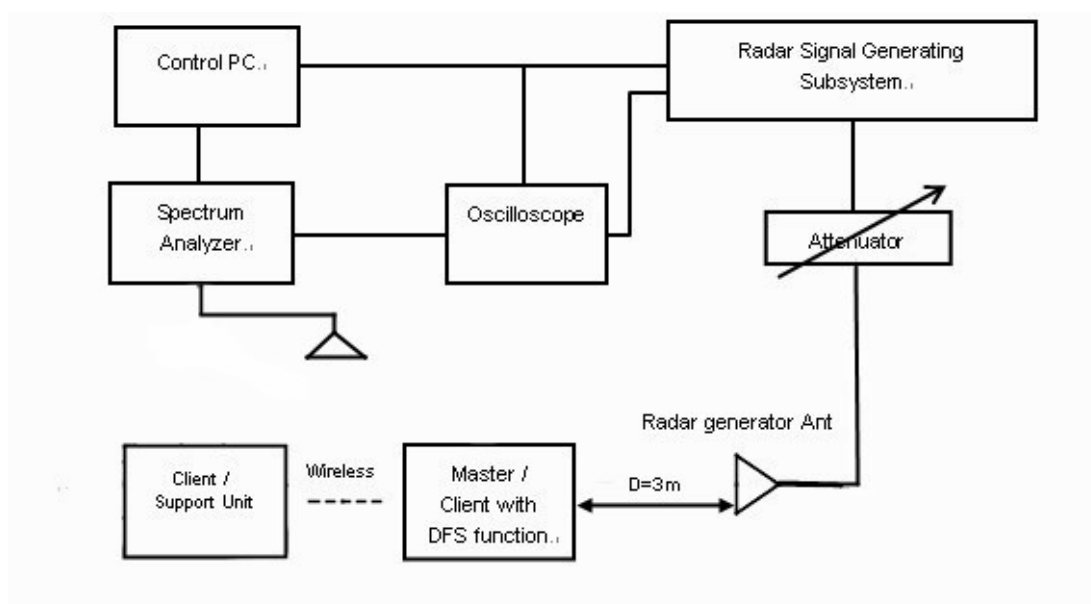 Control PC.
Radar Signal Generating
Subsystem.
Spectrum
Analyzer.
Oscilloscope
Attenuator
Radar generator Ant
Client /
Support Unit
Wireless
Master /
Client with
DFS function.
D=3m